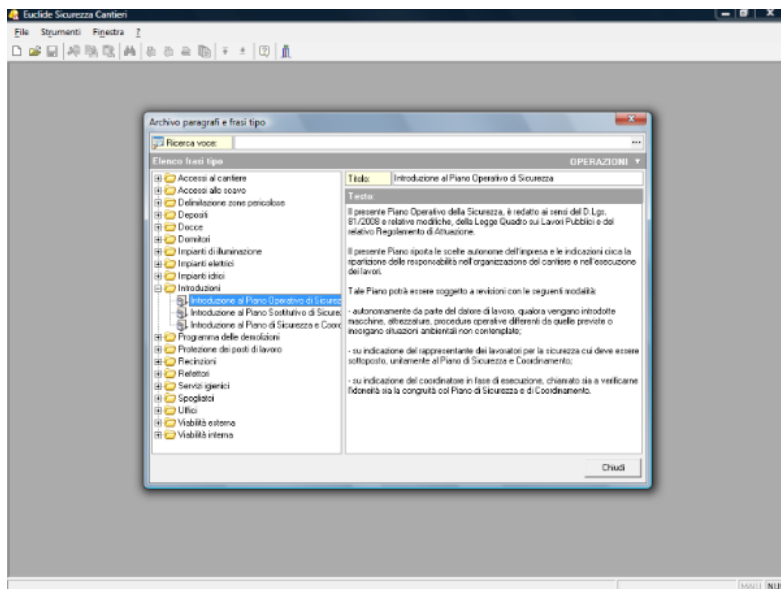 Euclide Sicurezza Cantieri
File Strumenti Finestra ?
Archivo paragrafi e frasi tipo
Ricerca voce:
Elenco frasi tipo OPERAZIONI
Accessi al cantiere
Accessi allo scavo
Delimitazione zone pericolose
Depositi
Docce
Dormitori
Impianti di illuminazione
Impianti elettrici
Impianti idrici
Introduzioni
Introduzione al Piano Operativo di Sicurez
Introduzione al Piano Sostitutivo di Sicure
Introduzione al Piano di Sicurezza e Coord
Programma delle demolizioni
Protezione dei posti di lavoro
Recinzioni
Refettori
Servizi igienici
Spogliatoi
Uffici
Viabilità esterna
Viabilità interna
Titolo: Introduzione al Piano Operativo di Sicurezza
Testo:
Il presente Piano Operativo della Sicurezza, è redatto ai sensi del D.Lgs.
81/2008 e relative modifiche, della Legge Quadro sui Lavori Pubblici e del
relativo Regolamento di Attuazione.
Il presente Piano riporta le scelte autonome dell'impresa e le indicazioni circa la
ripartizione delle responsabilità nell'organizzazione del cantiere e nell'esecuzione
dei lavori.
Tale Piano potrà essere soggetto a revisioni con le seguenti modalità:
- autonomamente da parte del datore di lavoro, qualora vengano introdotte
macchine, attrezzature, procedure operative differenti da quelle previste o
insorgano situazioni ambientali non contemplate;
- su indicazione del rappresentante dei lavoratori per la sicurezza cui deve essere
sottoposto, unitamente al Piano di Sicurezza e Coordinamento;
- su indicazione del coordinatore in fase di esecuzione, chiamato sia a verificarne
l'idoneità sia la congruità col Piano di Sicurezza e di Coordinamento.
Chiudi
MAIU NU